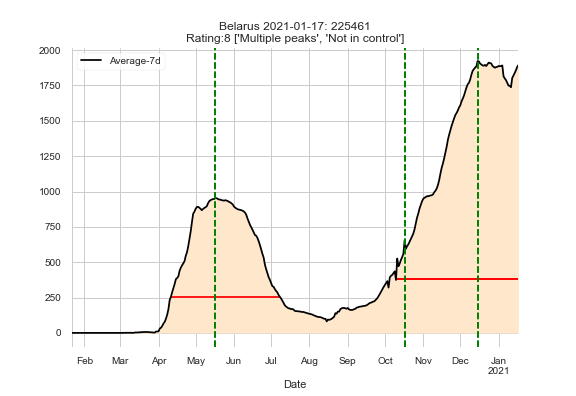 Belarus 2021-01-17: 225461
Rating:8 ['Multiple peaks', 'Not in control']
2000
1750
1500
1250
1000
750
500
250
0
Average-7d
Feb Mar Apr May Jun Jul Aug Sep Oct Nov Dec Jan
2021
Date